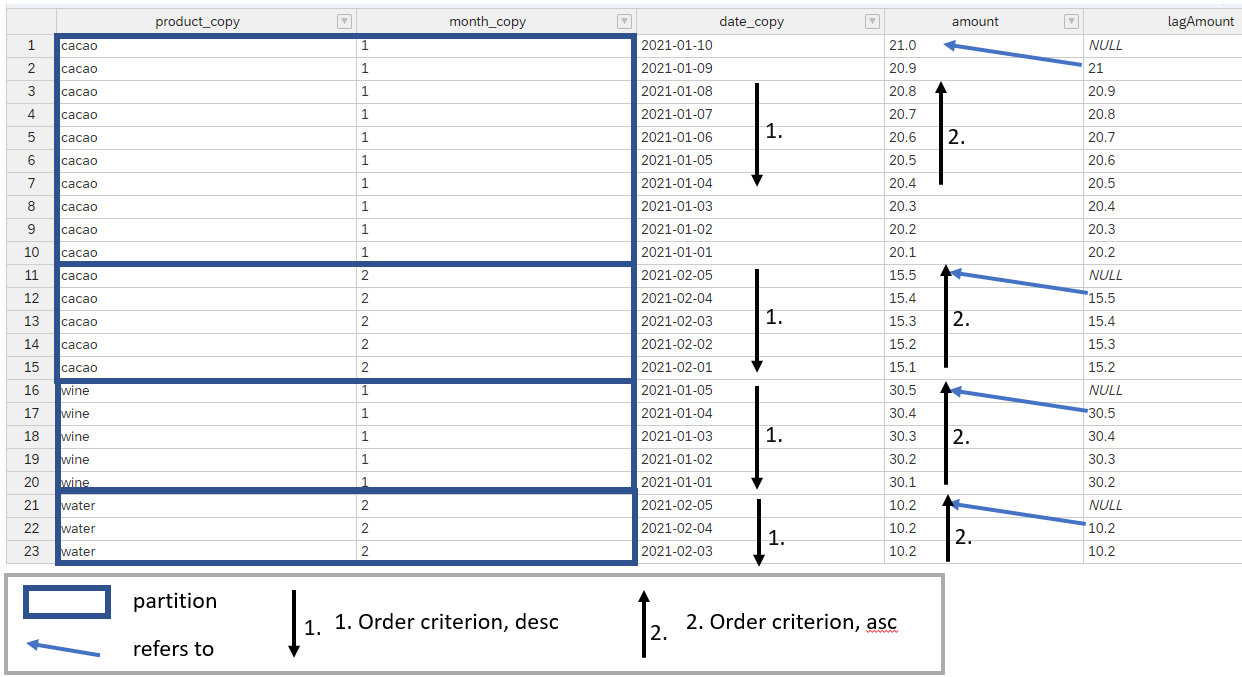 product_copy month_copy date_copy amount lagAmount
1 cacao 1 2021-01-10 21.0 NULL
2 cacao 1 2021-01-09 20.9 21
3 cacao 1 2021-01-08 20.8 20.9
4 cacao 1 2021-01-07 20.7 20.8
5 cacao 1 2021-01-06 1. 20.6 2. 20.7
6 cacao 1 2021-01-05 20.5 20.6
7 cacao 1 2021-01-04 20.4 20.5
8 cacao 1 2021-01-03 20.3 20.4
9 cacao 1 2021-01-02 20.2 20.3
10 cacao 1 2021-01-01 20.1 20.2
11 cacao 2 2021-02-05 15.5 NULL
12 cacao 2 2021-02-04 15.4 15.5
13 cacao 2 2021-02-03 1. 15.3 2. 15.4
14 cacao 2 2021-02-02 15.2 15.3
15 cacao 2 2021-02-01 15.1 15.2
16 wine 1 2021-01-05 30.5 NULL
17 wine 1 2021-01-04 30.4 30.5
18 wine 1 2021-01-03 1. 30.3 2. 30.4
19 wine 1 2021-01-02 30.2 30.3
20 wine 1 2021-01-01 30.1 30.2
21 water 2 2021-02-05 10.2 NULL
22 water 2 2021-02-04 1. 10.2 2. 10.2
23 water 2 2021-02-03 10.2 10.2
partition
1. 1. Order criterion, desc
2. 2. Order criterion, asc
refers to